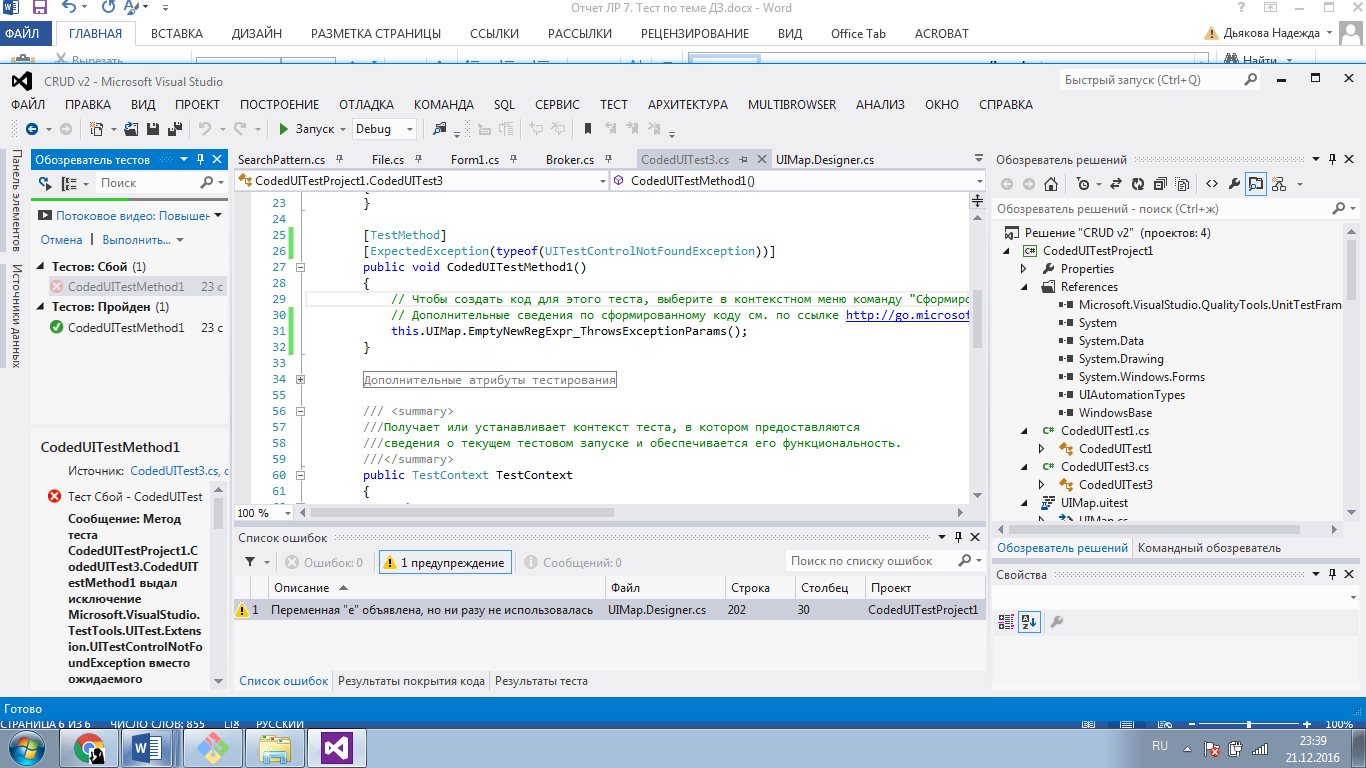 Отчет ЛР 7. Тест по теме ДЗ.docx - Word
ФАЙЛ ГЛАВНАЯ ВСТАВКА ДИЗАЙН РАЗМЕТКА СТРАНИЦЫ ССЫЛКИ РАССЫЛКИ РЕЦЕНЗИРОВАНИЕ ВИД Office Tab ACROBAT Дьякова Надежда
Вырезать Найти
CRUD v2 - Microsoft Visual Studio Быстрый запуск (Ctrl+Q)
ФАЙЛ ПРАВКА ВИД ПРОЕКТ ПОСТРОЕНИЕ ОТЛАДКА КОМАНДА SQL СЕРВИС ТЕСТ АРХИТЕКТУРА MULTIBROWSER АНАЛИЗ ОКНО СПРАВКА
Запуск Debug
Панель элементов
Источники данных
Обозреватель тестов
Поиск
Потоковое видео: Повышен
Отмена | Выполнить...
Тестов: Сбой (1)
CodedUITestMethod1 23 с
Тестов: Пройден (1)
CodedUITestMethod1 23 с
CodedUITestMethod1
Источник: CodedUITest3.cs, с
Тест Сбой - CodedUITest
Сообщение: Метод
теста
CodedUITestProject1.C
odedUITest3.CodedUIT
estMethod1 выдал
исключение
Microsoft.VisualStudio.
TestTools.UITest.Exten
sion.UITestControlNotFo
undException вместо
ожидаемого
SearchPattern.cs File.cs Form1.cs Broker.cs CodedUITest3.cs UIMap.Designer.cs
CodedUITestProject1.CodedUITest3 CodedUITestMethod1()
23 }
24
25 [TestMethod]
26 [ExpectedException(typeof(UITestControlNotFoundException))]
27 public void CodedUITestMethod1()
28 {
29 // Чтобы создать код для этого теста, выберите в контекстном меню команду "Сформиро
30 // Дополнительные сведения по сформированному коду см. по ссылке http://go.microsof
31 this.UIMap.EmptyNewRegExpr_ThrowsExceptionParams();
32 }
33
34 Дополнительные атрибуты тестирования
55
56 /// <summary>
57 ///Получает или устанавливает контекст теста, в котором предоставляются
58 ///сведения о текущем тестовом запуске и обеспечивается его функциональность.
59 ///</summary>
60 public TestContext TestContext
61 {
100 %
Список ошибок
Ошибок: 0 1 предупреждение Сообщений: 0 Поиск по списку ошибок
Описание Файл Строка Столбец Проект
1 Переменная "e" объявлена, но ни разу не использовалась UIMap.Designer.cs 202 30 CodedUITestProject1
Список ошибок Результаты покрытия кода Результаты теста
Обозреватель решений
Обозреватель решений - поиск (Ctrl+ж)
Решение "CRUD v2" (проектов: 4)
CodedUITestProject1
Properties
References
Microsoft.VisualStudio.QualityTools.UnitTestFram
System
System.Data
System.Drawing
System.Windows.Forms
UIAutomationTypes
WindowsBase
CodedUITest1.cs
CodedUITest1
CodedUITest3.cs
CodedUITest3
UIMap.uitest
UIMap.cs
Обозреватель решений Командный обозреватель
Свойства
Готово
СТРАНИЦА 6 ИЗ 6 ЧИСЛО СЛОВ: 855 РУССКИЙ 100%
RU 23:39
21.12.2016